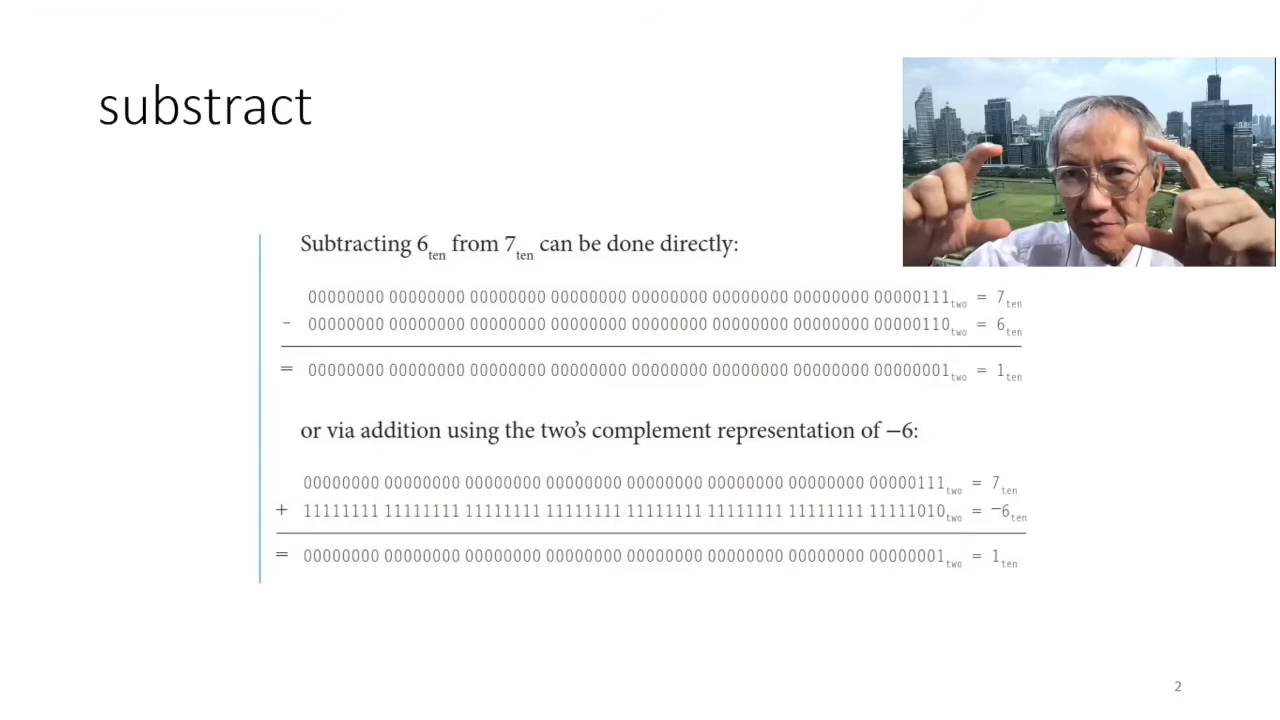 substract
Subtracting 6ten from 7ten can be done directly:
00000000 00000000 00000000 00000000 00000000 00000000 00000000 00000111two = 7ten
- 00000000 00000000 00000000 00000000 00000000 00000000 00000000 00000110two = 6ten
= 00000000 00000000 00000000 00000000 00000000 00000000 00000000 00000001two = 1ten
or via addition using the two's complement representation of −6:
00000000 00000000 00000000 00000000 00000000 00000000 00000000 00000111two = 7ten
+ 11111111 11111111 11111111 11111111 11111111 11111111 11111111 11111010two = −6ten
= 00000000 00000000 00000000 00000000 00000000 00000000 00000000 00000001two = 1ten
2